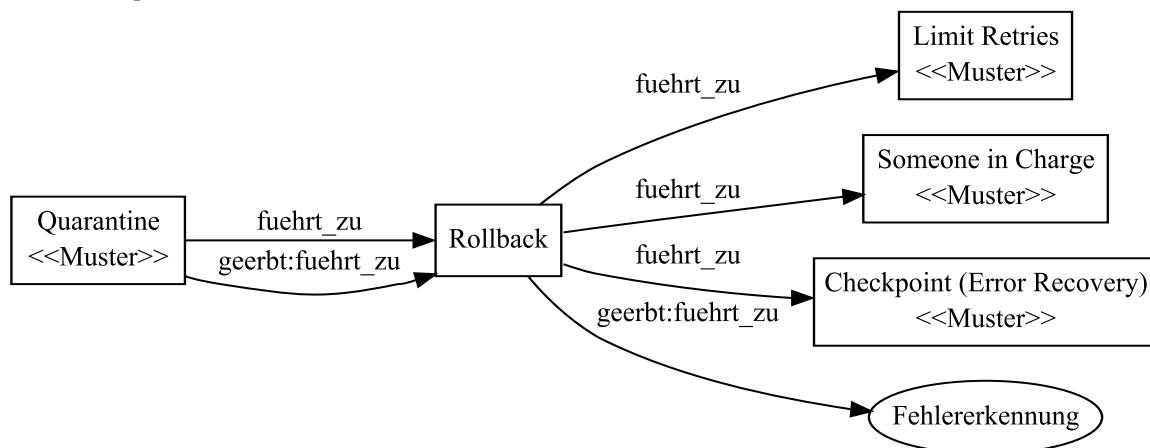 Limit Retries
<<Muster>>
fuehrt_zu
Someone in Charge
<<Muster>>
fuehrt_zu
Quarantine
<<Muster>>
fuehrt_zu
geerbt:fuehrt_zu
Rollback
fuehrt_zu
Checkpoint (Error Recovery)
<<Muster>>
geerbt:fuehrt_zu
Fehlererkennung